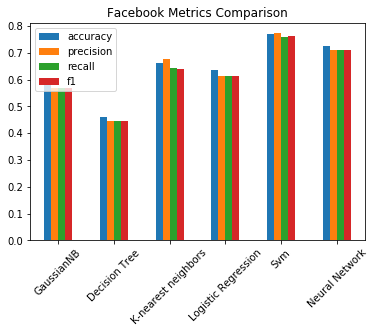 Facebook Metrics Comparison
0.8
0.7
0.6
0.5
0.4
0.3
0.2
0.1
0.0
accuracy
precision
recall
f1
GaussianNB
Decision Tree
K-nearest neighbors
Logistic Regression
Svm
Neural Network